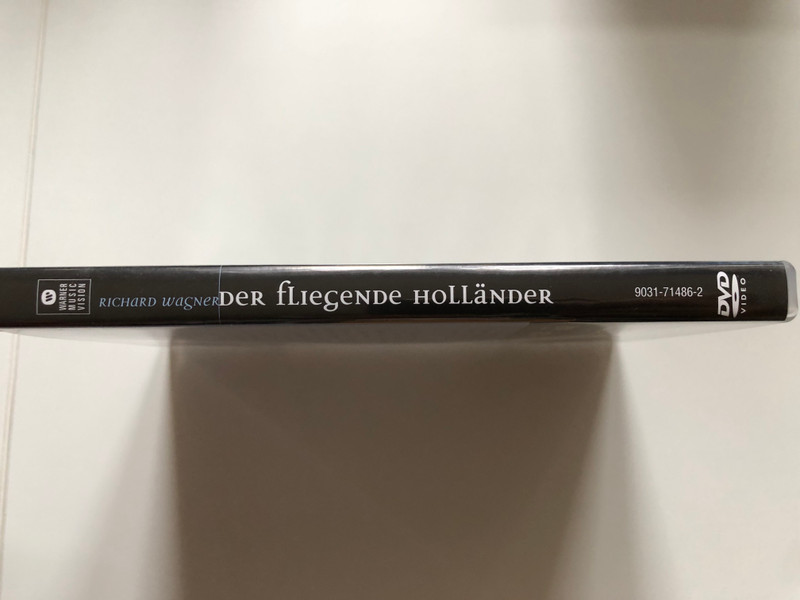 WARNER
MUSIC
VISION
RICHARD WAGNER DER FLIEGENDE HOLLÄNDER
9031-71486-2
DVD
VIDEO